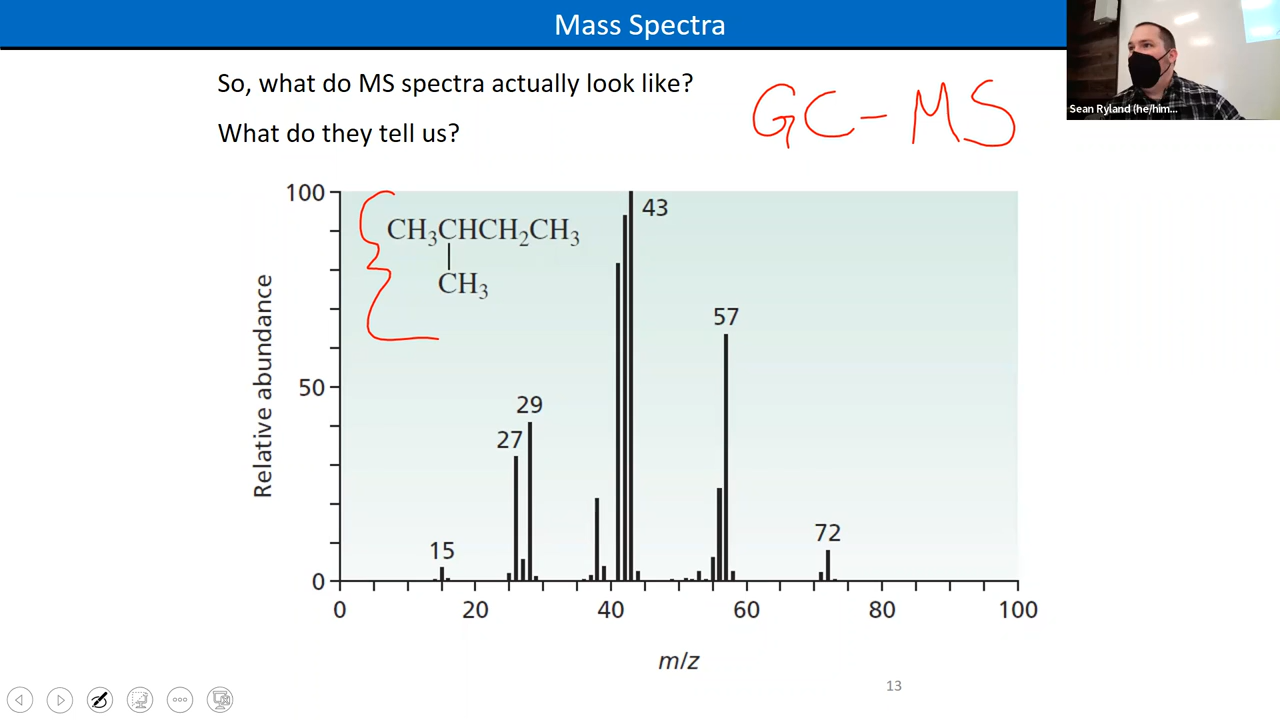 Mass Spectra
So, what do MS spectra actually look like?
What do they tell us?
GC-MS
Sean Ryland (he/him...
100
50
0
Relative abundance
CH₃CHCH₂CH₃
CH₃
15
27
29
43
57
72
0 20 40 60 80 100
m/z
13